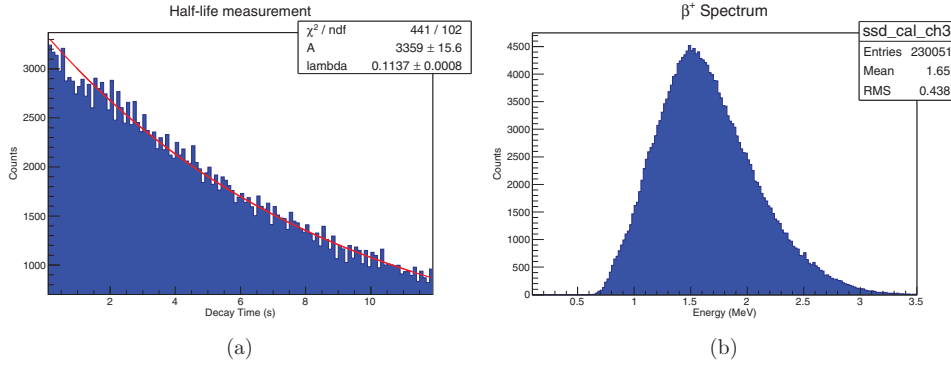 Half-life measurement
χ² / ndf 441 / 102
A 3359 ± 15.6
lambda 0.1137 ± 0.0008
Counts
3000
2500
2000
1500
1000
2 4 6 8 10
Decay Time (s)
(a)
β⁺ Spectrum
ssd_cal_ch3
Entries 230051
Mean 1.65
RMS 0.438
Counts
4500
4000
3500
3000
2500
2000
1500
1000
500
0
0.5 1 1.5 2 2.5 3 3.5
Energy (MeV)
(b)